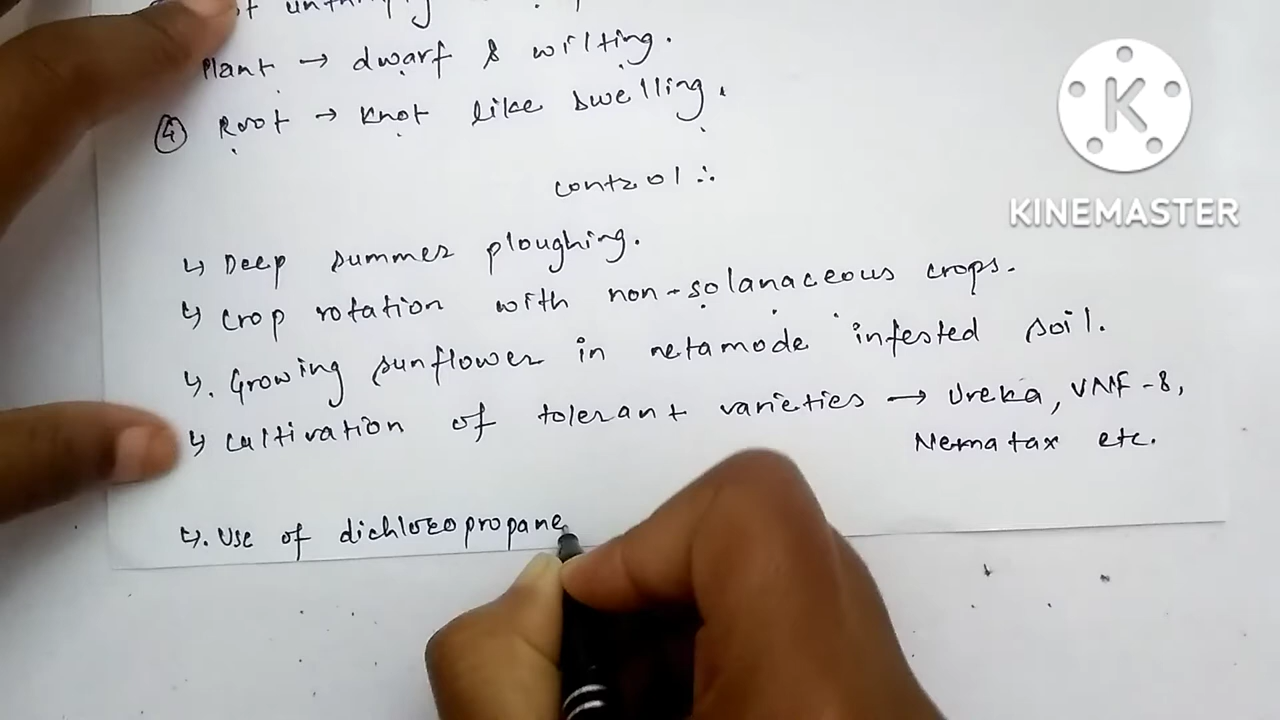 Plant → dwarf & wilting.
④ Root → knot like swelling.
control ∴
↳ Deep summer ploughing.
↳ Crop rotation with non-solanaceous crops.
↳. Growing sunflower in netamode infested soil.
↳ cultivation of tolerant varieties → Ureka, VNF-8,
Nematax etc.
↳. Use of dichloropropane
KINEMASTER